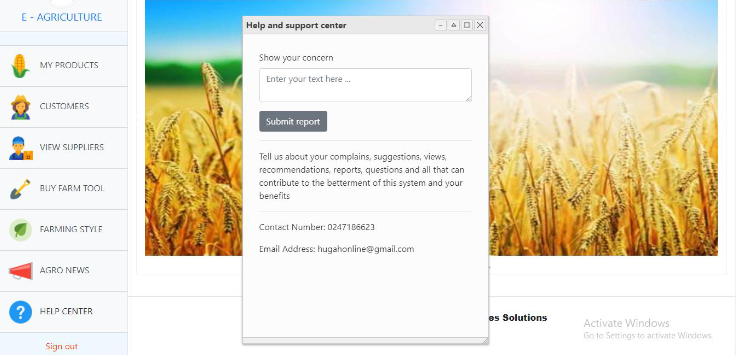 E - AGRICULTURE
MY PRODUCTS
CUSTOMERS
VIEW SUPPLIERS
BUY FARM TOOL
FARMING STYLE
AGRO NEWS
HELP CENTER
Sign out
Help and support center
Show your concern
Enter your text here ...
Submit report
Tell us about your complains, suggestions, views,
recommendations, reports, questions and all that can
contribute to the betterment of this system and your
benefits
Contact Number: 0247186623
Email Address: hugahonline@gmail.com
es Solutions
Activate Windows
Go to Settings to activate Windows.